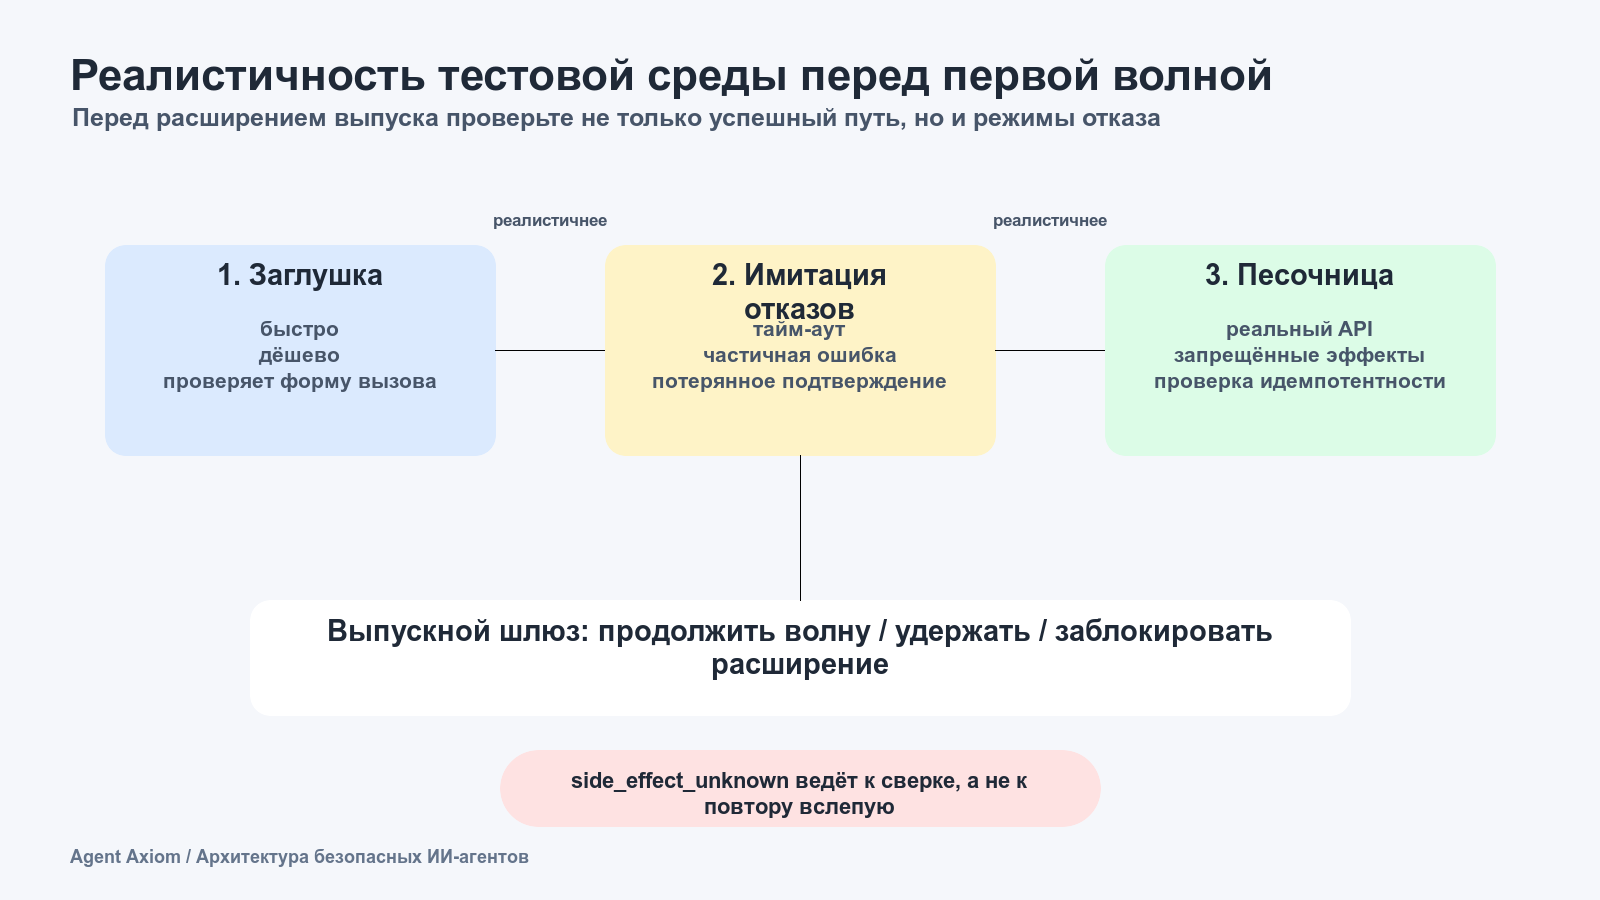 Реалистичность тестовой среды перед первой волной
Перед расширением выпуска проверьте не только успешный путь, но и режимы отказа
реалистичнее
реалистичнее
1. Заглушка
быстро
дёшево
проверяет форму вызова
2. Имитация
отказов
тайм-аут
частичная ошибка
потерянное подтверждение
3. Песочница
реальный API
запрещённые эффекты
проверка идемпотентности
Выпускной шлюз: продолжить волну / удержать / заблокировать
расширение
side_effect_unknown ведёт к сверке, а не к
повтору вслепую
Agent Axiom / Архитектура безопасных ИИ-агентов